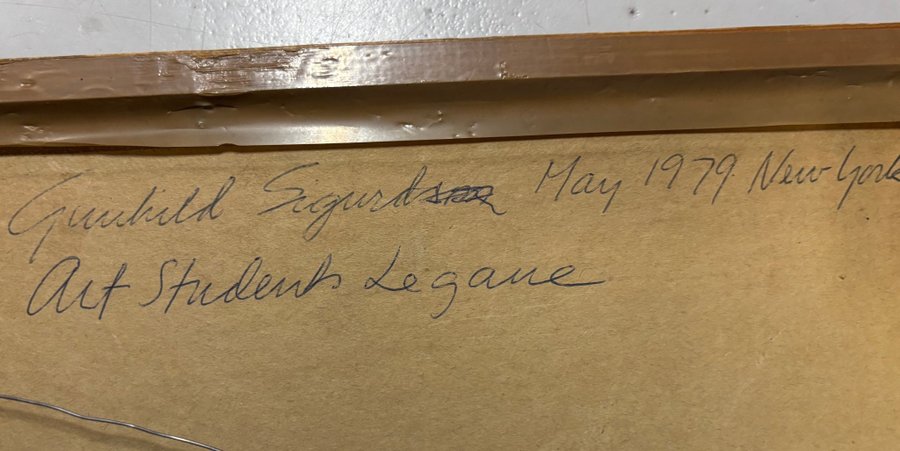 Gunhild Sigurdsson May 1979 New York
Art Students Legaue